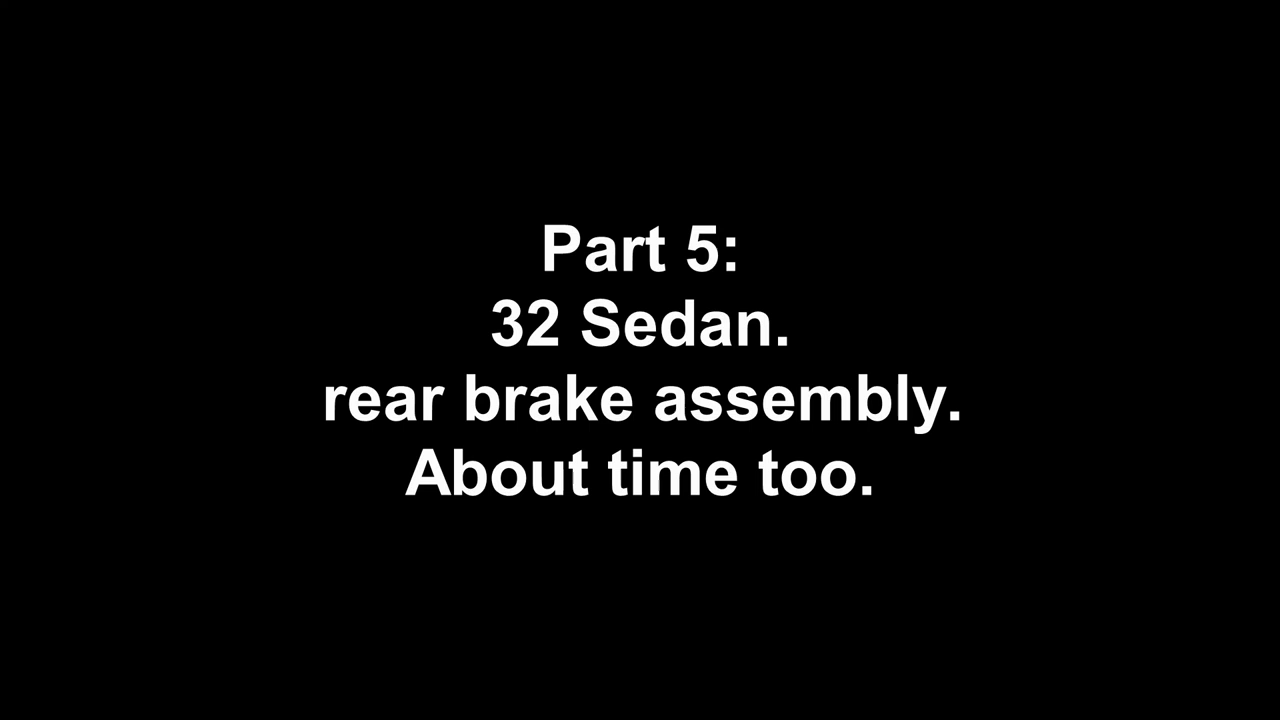 Part 5:
32 Sedan.
rear brake assembly.
About time too.